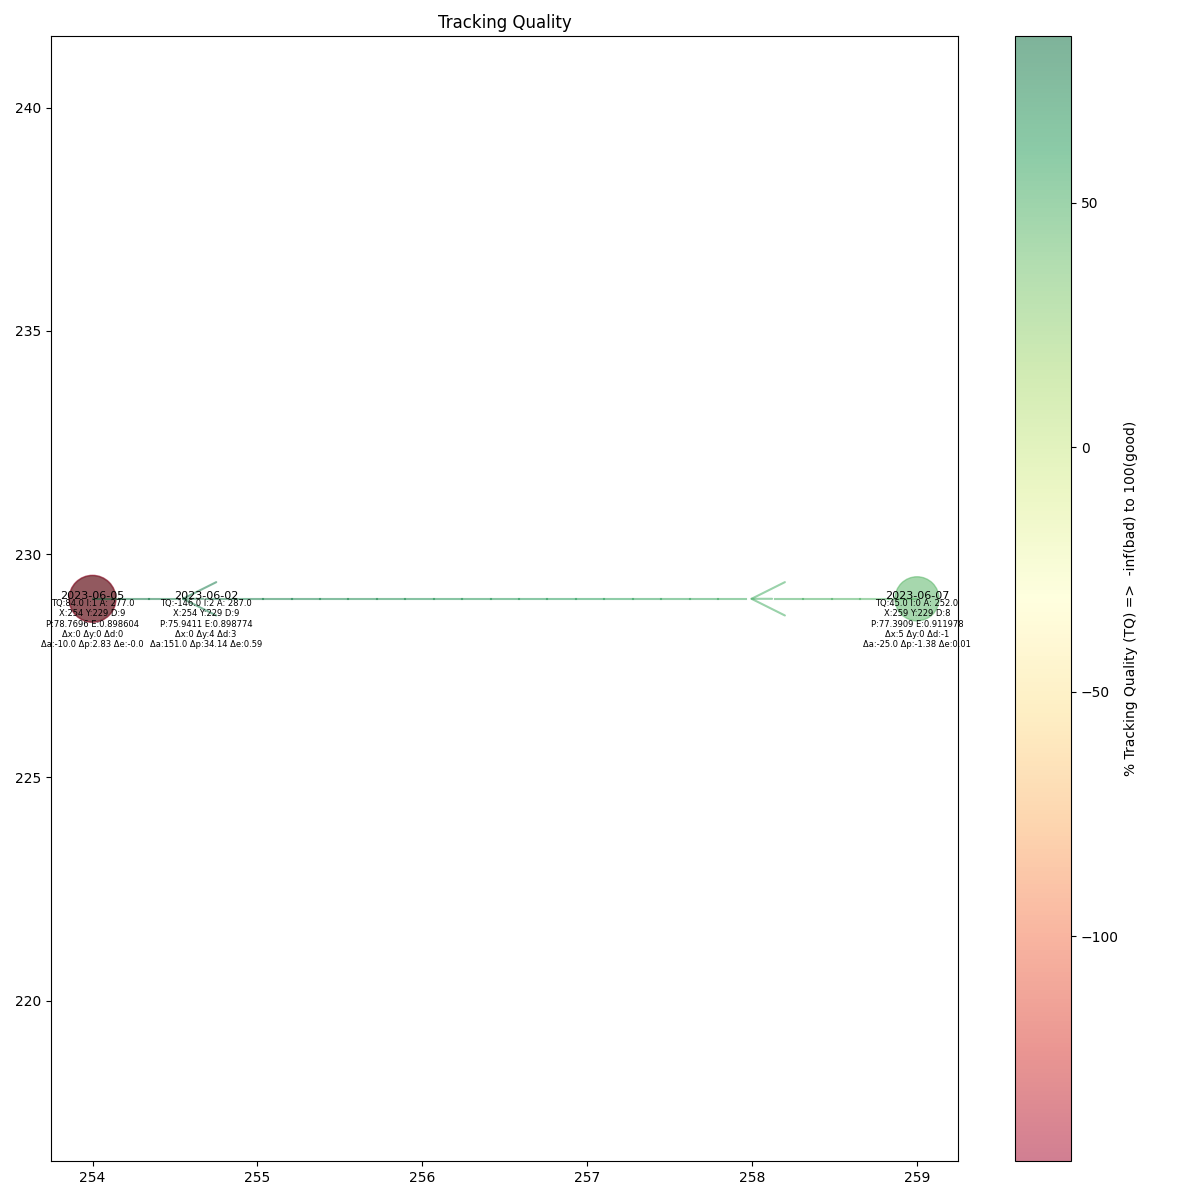 Tracking Quality
240
235
230
225
220
2023-06-05
TQ:84.0 I:1 A: 277.0
X:254 Y:229 D:9
P:78.7696 E:0.898604
Δx:0 Δy:0 Δd:0
Δa:-10.0 Δp:2.83 Δe:-0.0
2023-06-02
TQ:-146.0 I:2 A: 287.0
X:254 Y:229 D:9
P:75.9411 E:0.898774
Δx:0 Δy:4 Δd:3
Δa:151.0 Δp:34.14 Δe:0.59
2023-06-07
TQ:45.0 I:0 A: 252.0
X:259 Y:229 D:8
P:77.3909 E:0.911978
Δx:5 Δy:0 Δd:-1
Δa:-25.0 Δp:-1.38 Δe:0.01
254
255
256
257
258
259
50
0
−50
−100
% Tracking Quality (TQ) => -inf(bad) to 100(good)